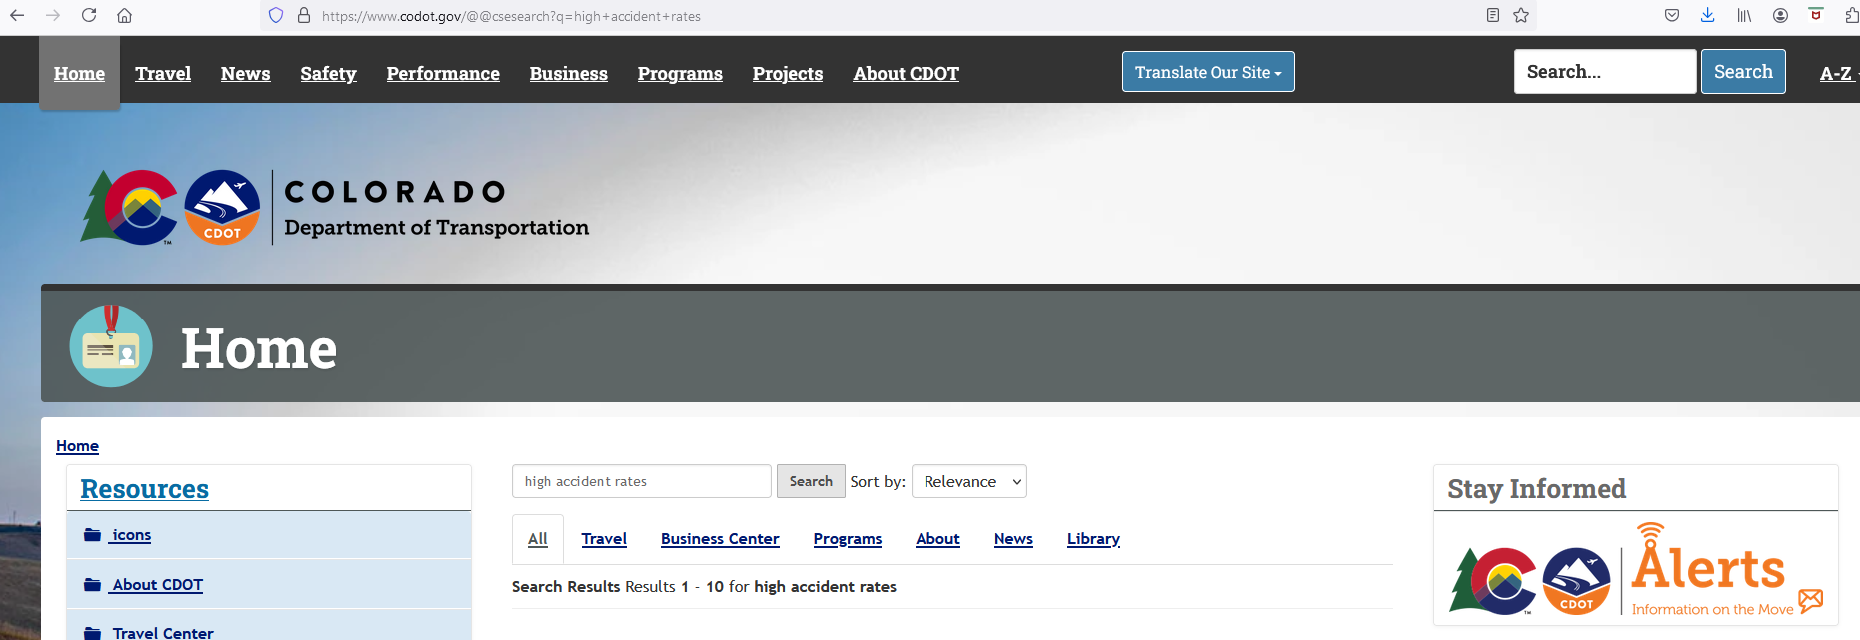 https://www.codot.gov/@@csesearch?q=high+accident+rates
Home Travel News Safety Performance Business Programs Projects About CDOT Translate Our Site Search... Search A-Z
CDOT
TM
COLORADO
Department of Transportation
Home
Home
Resources
icons
About CDOT
Travel Center
high accident rates Search Sort by: Relevance
All Travel Business Center Programs About News Library
Search Results Results 1 - 10 for high accident rates
Stay Informed
CDOT
TM
Alerts
Information on the Move